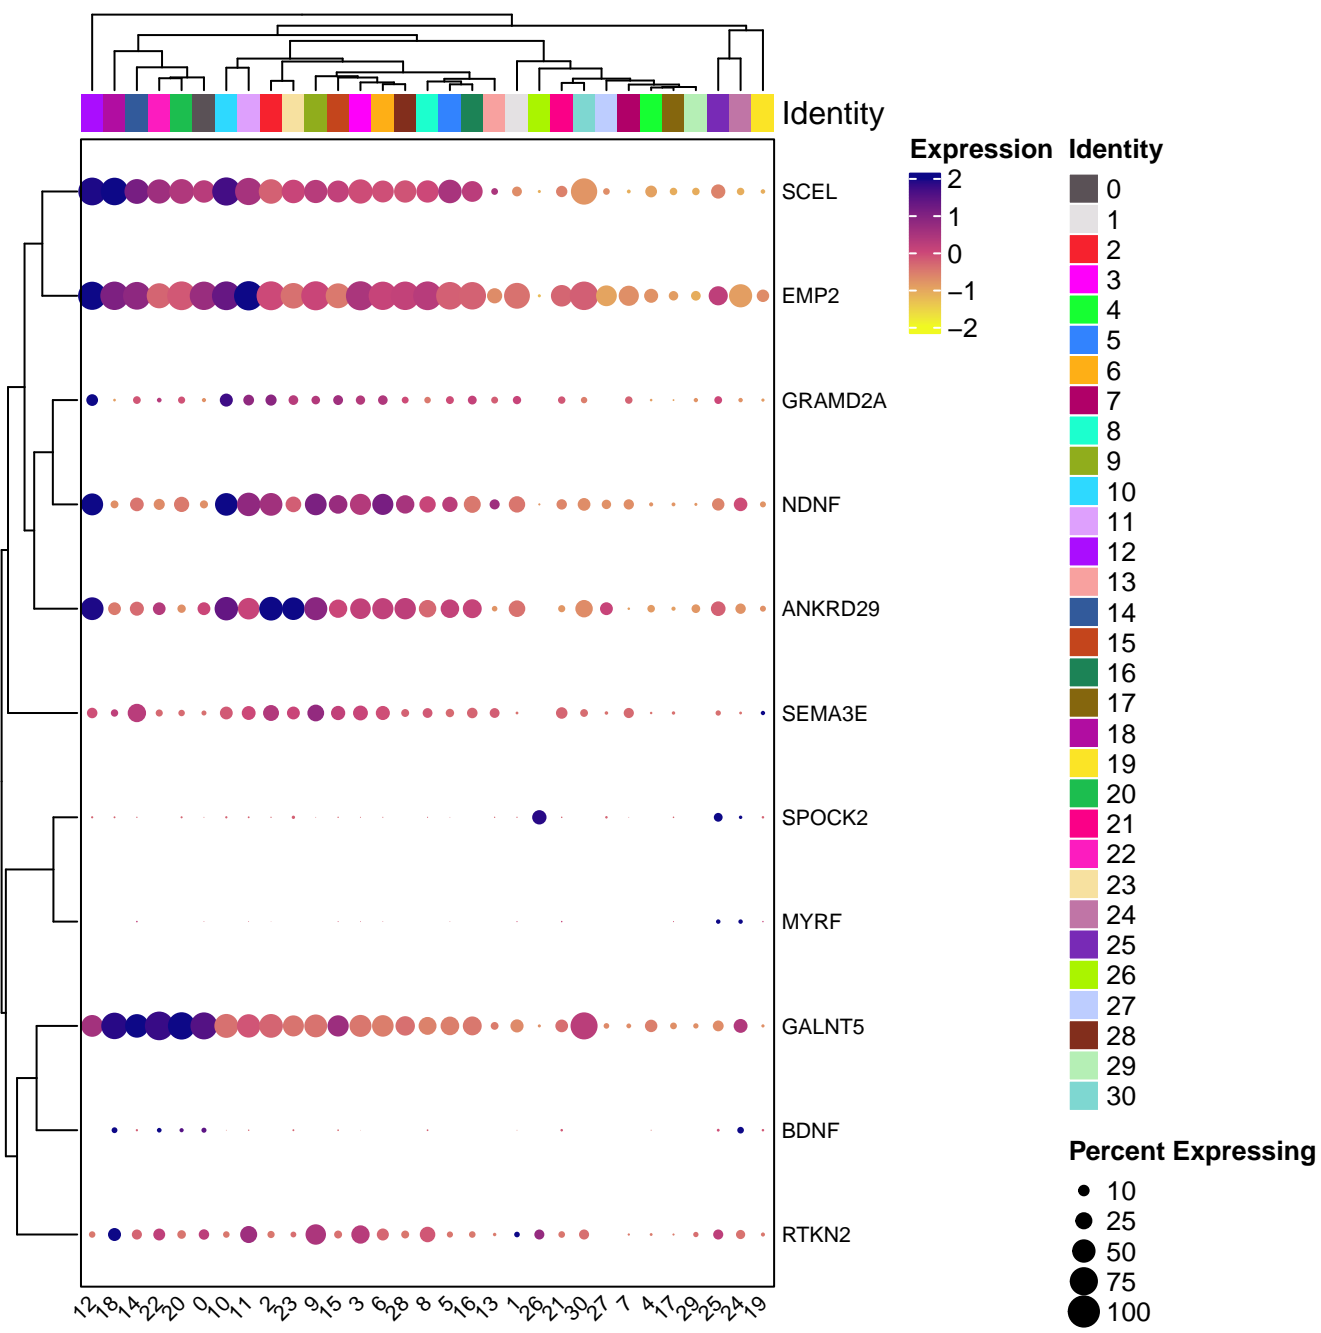 Identity
SCEL
EMP2
GRAMD2A
NDNF
ANKRD29
SEMA3E
SPOCK2
MYRF
GALNT5
BDNF
RTKN2
12 18 14 22 20 0 10 11 2 23 9 15 3 6 28 8 5 16 13 1 26 21 30 27 7 4 17 29 25 24 19
Expression
2
1
0
−1
−2
Identity
0
1
2
3
4
5
6
7
8
9
10
11
12
13
14
15
16
17
18
19
20
21
22
23
24
25
26
27
28
29
30
Percent Expressing
10
25
50
75
100